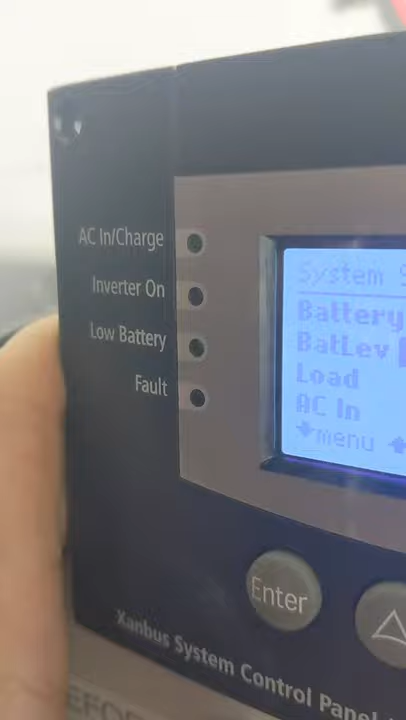 AC In/Charge
Inverter On
Low Battery
Fault
System
Battery
BatLev
Load
AC In
menu
Enter
Xanbus System Control Panel